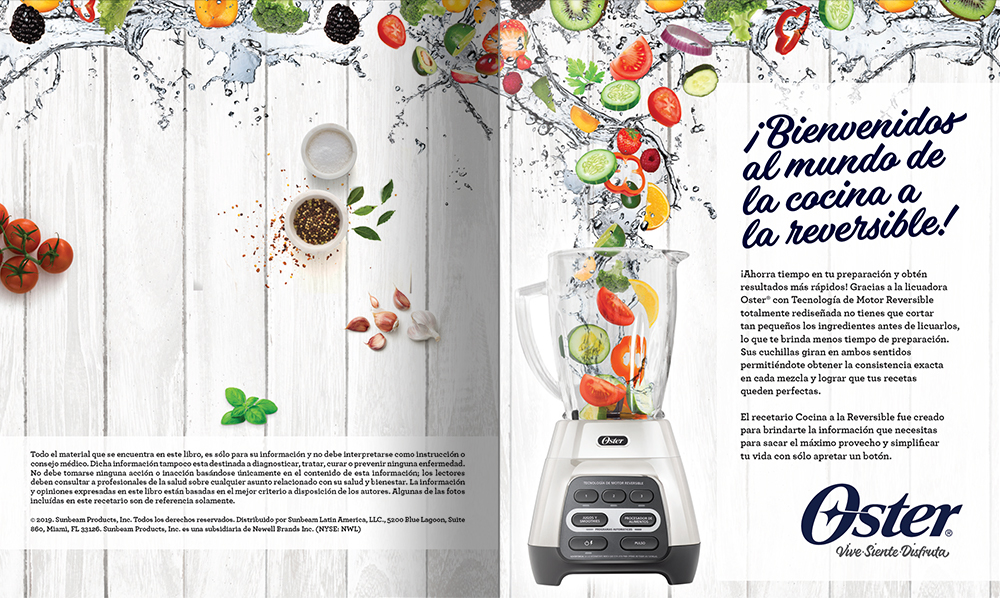 Todo el material que se encuentra en este libro, es sólo para su información y no debe interpretarse como instrucción o
consejo médico. Dicha información tampoco esta destinada a diagnosticar, tratar, curar o prevenir ninguna enfermedad.
No debe tomarse ninguna acción o inacción basándose únicamente en el contenido de esta información; los lectores
deben consultar a profesionales de la salud sobre cualquier asunto relacionado con su salud y bienestar. La información
y opiniones expresadas en este libro están basadas en el mejor criterio a disposición de los autores. Algunas de las fotos
incluídas en este recetario son de referencia solamente.
© 2019. Sunbeam Products, Inc. Todos los derechos reservados. Distribuido por Sunbeam Latin America, LLC., 5200 Blue Lagoon, Suite
860, Miami, FL 33126. Sunbeam Products, Inc. es una subsidiaria de Newell Brands Inc. (NYSE: NWL)
¡Bienvenidos
al mundo de
la cocina a
la reversible!
¡Ahorra tiempo en tu preparación y obtén
resultados más rápidos! Gracias a la licuadora
Oster® con Tecnología de Motor Reversible
totalmente rediseñada no tienes que cortar
tan pequeños los ingredientes antes de licuarlos,
lo que te brinda menos tiempo de preparación.
Sus cuchillas giran en ambos sentidos
permitiéndote obtener la consistencia exacta
en cada mezcla y lograr que tus recetas
queden perfectas.
El recetario Cocina a la Reversible fue creado
para brindarte la información que necesitas
para sacar el máximo provecho y simplificar
tu vida con sólo apretar un botón.
Oster®
Vive·Siente·Disfruta
Oster
TECNOLOGÍA DE MOTOR REVERSIBLE
1 2 3
JUGOS Y SMOOTHIES
PROCESADOR DE ALIMENTOS
PROGRAMAS AUTOMÁTICOS
PULSO